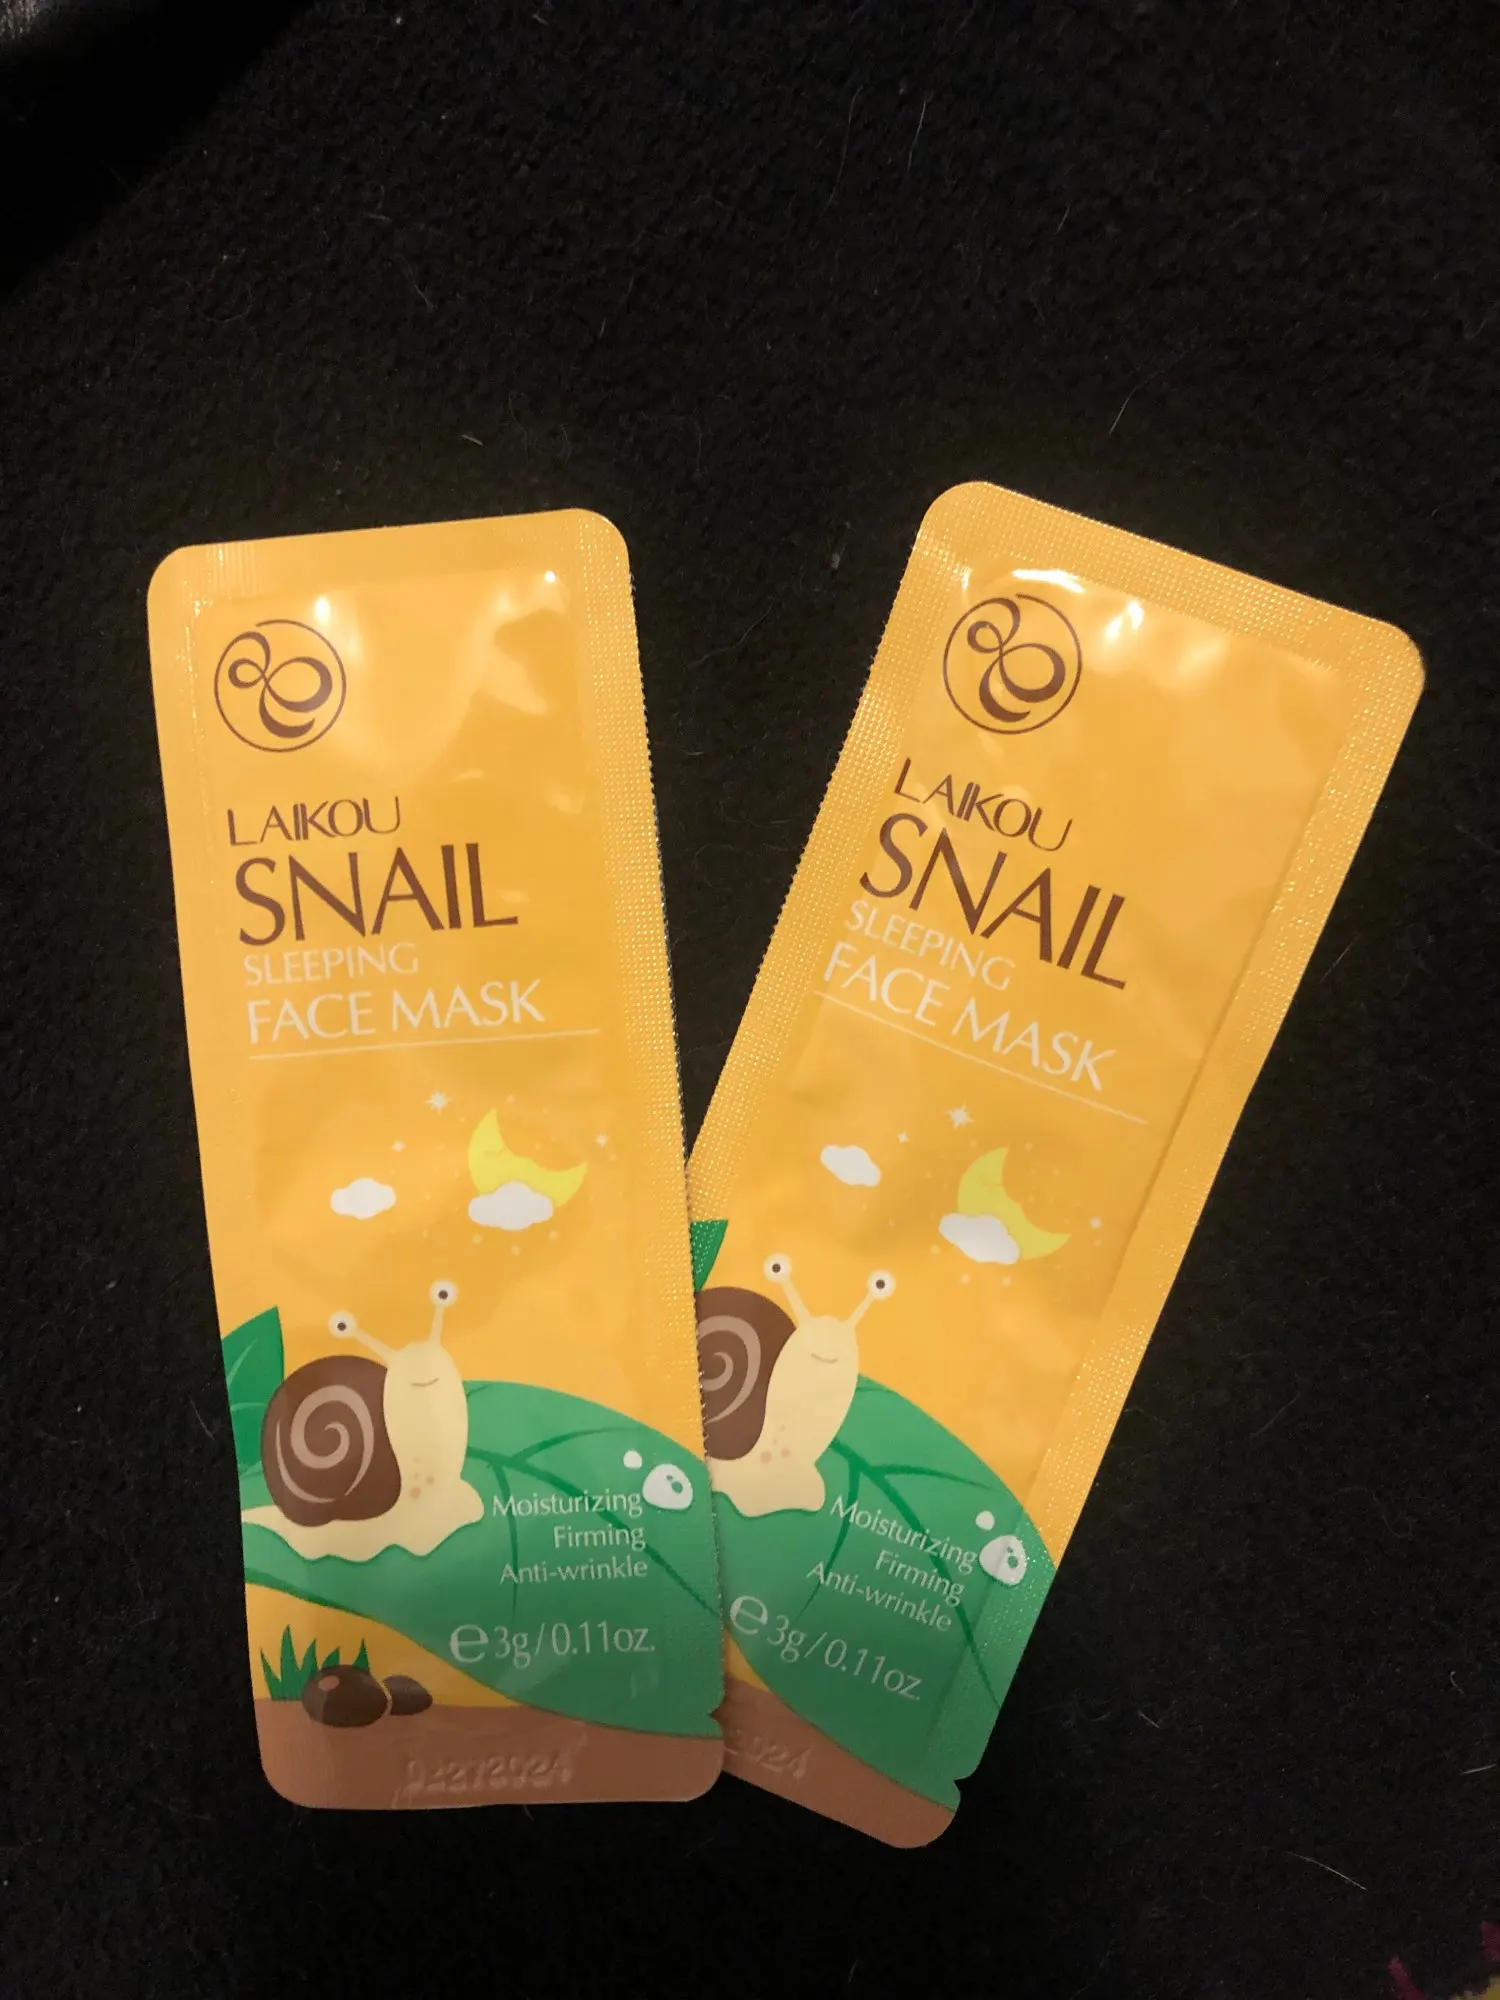 LAIKOU
SNAIL
SLEEPING
FACE MASK
Moisturizing
Firming
Anti-wrinkle
℮ 3g/0.11oz.
02272024
LAIKOU
SNAIL
SLEEPING
FACE MASK
Moisturizing
Firming
Anti-wrinkle
℮ 3g/0.11oz.